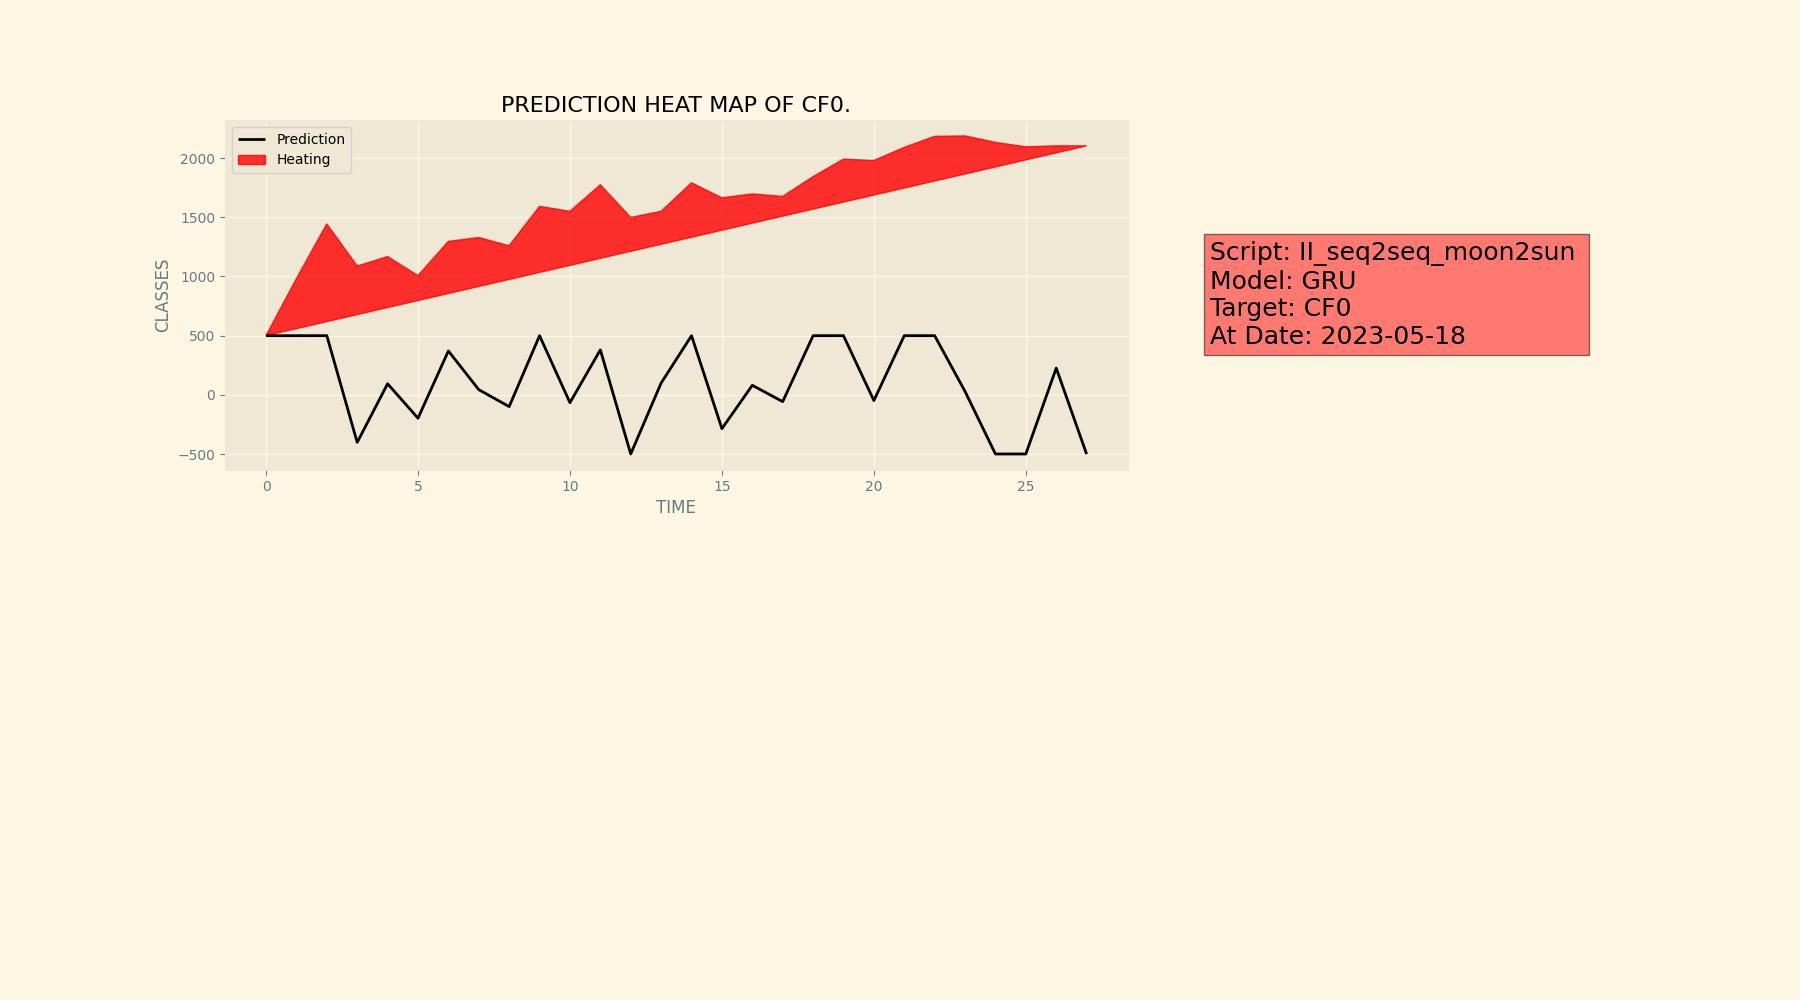 PREDICTION HEAT MAP OF CF0.
Prediction
Heating
2000
1500
1000
500
0
−500
CLASSES
0 5 10 15 20 25
TIME
Script: II_seq2seq_moon2sun
Model: GRU
Target: CF0
At Date: 2023-05-18